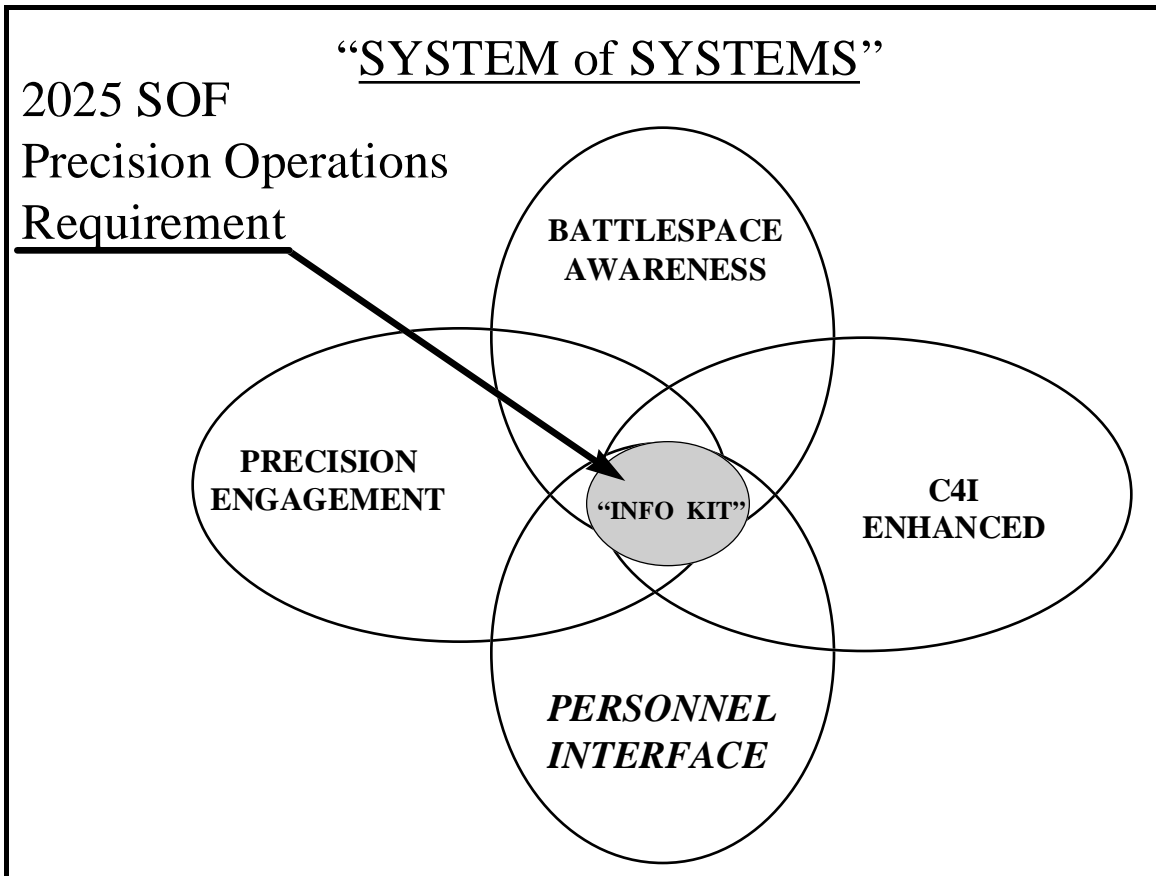 “SYSTEM of SYSTEMS”
2025 SOF
Precision Operations
Requirement
BATTLESPACE
AWARENESS
PRECISION
ENGAGEMENT
“INFO KIT”
C4I
ENHANCED
PERSONNEL
INTERFACE